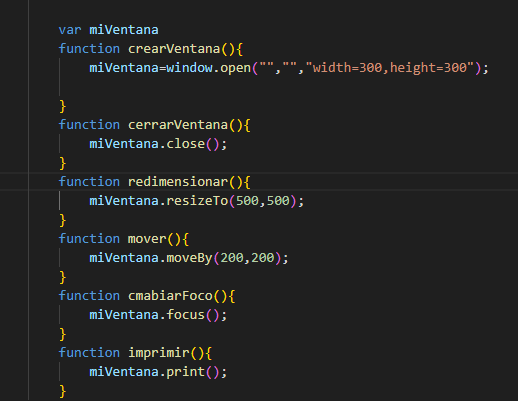 var miVentana
function crearVentana(){
miVentana=window.open("","","width=300,height=300");
}
function cerrarVentana(){
miVentana.close();
}
function redimensionar(){
miVentana.resizeTo(500,500);
}
function mover(){
miVentana.moveBy(200,200);
}
function cmabiarFoco(){
miVentana.focus();
}
function imprimir(){
miVentana.print();
}